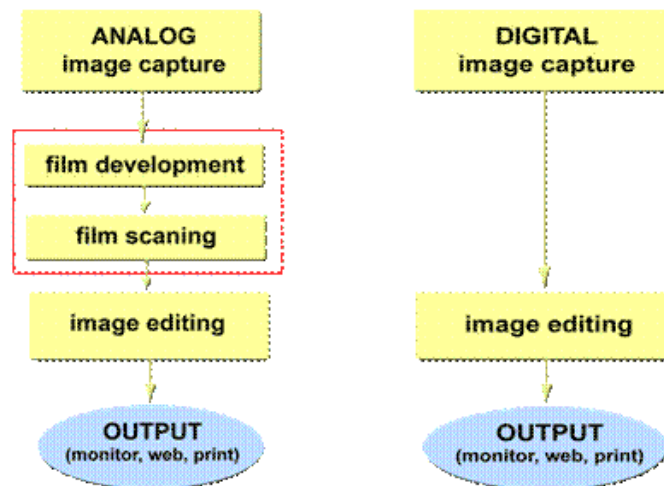 ANALOG
image capture
film development
film scaning
image editing
OUTPUT
(monitor, web, print)
DIGITAL
image capture
image editing
OUTPUT
(monitor, web, print)